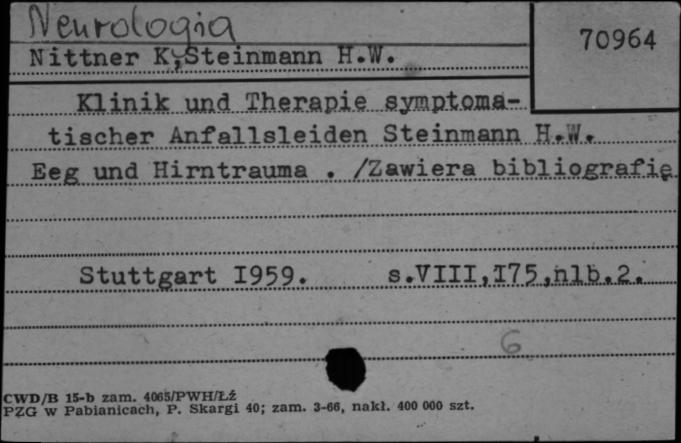 Neurologia
70964
Nittner K, Steinmann H.W.
Klinik und Therapie symptoma-
tischer Anfallsleiden Steinmann H.W.
Eeg und Hirntrauma . /Zawiera bibliografię
Stuttgart I959. s.VIII,I75,nlb.2.
6
CWD/B 15-b zam. 4065/PWH/Łź
PZG w Pabianicach, P. Skargi 40; zam. 3-66, nakł. 400 000 szt.